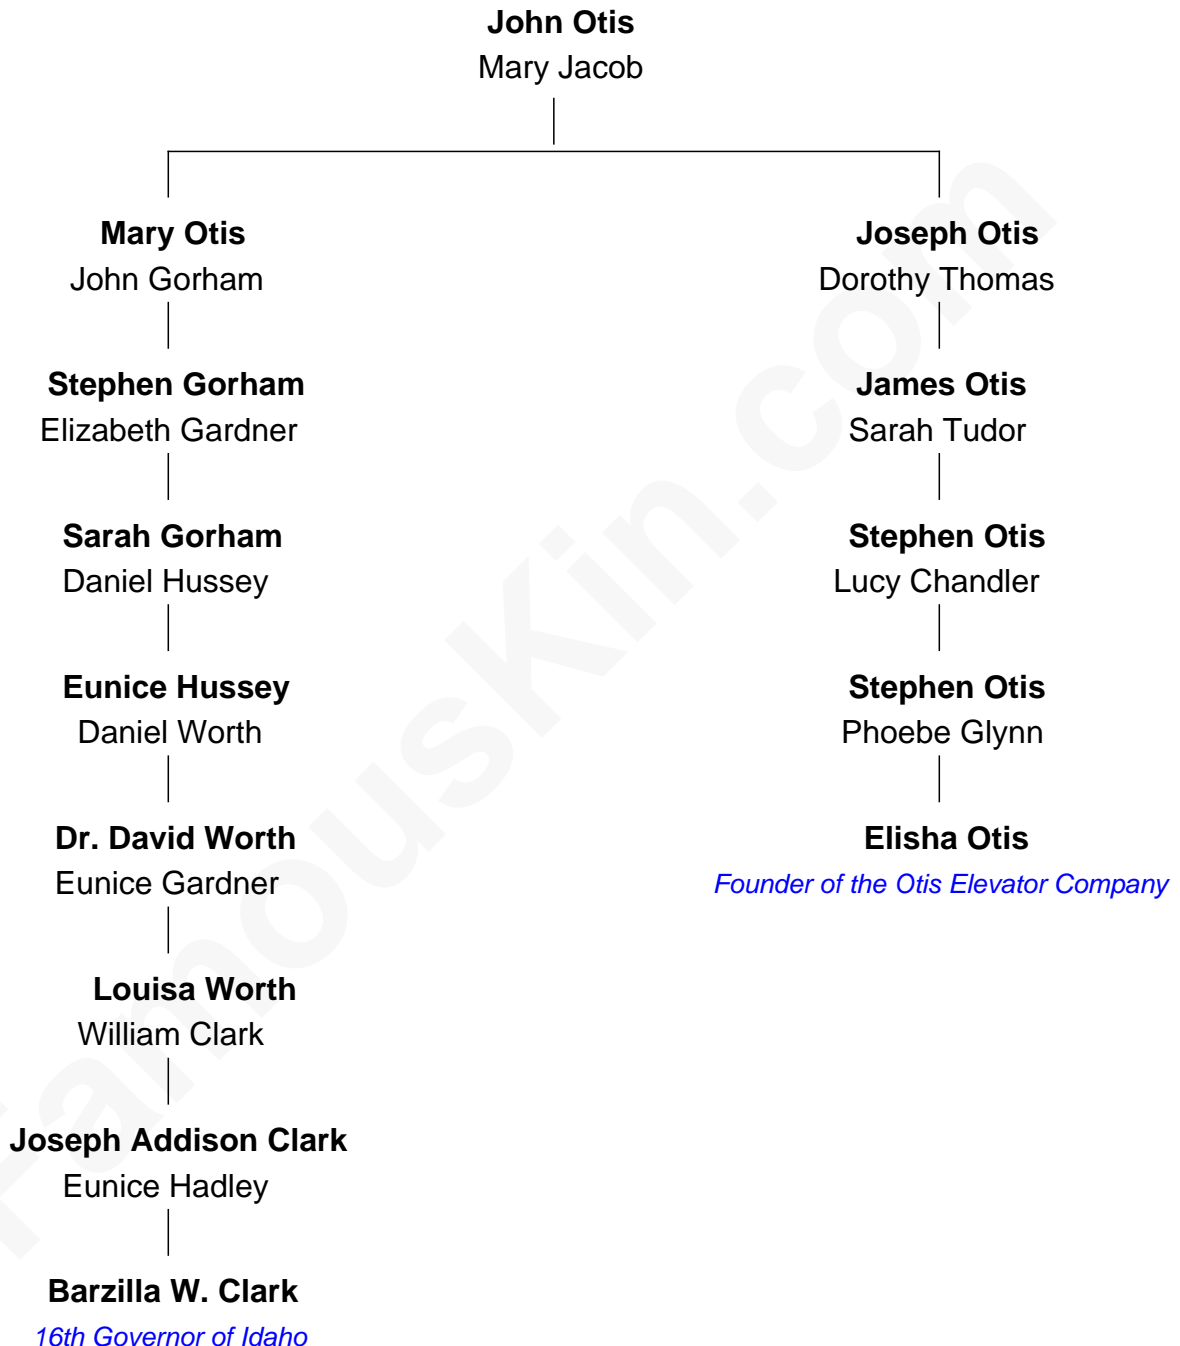 John Otis
Mary Jacob
Mary Otis
John Gorham
Joseph Otis
Dorothy Thomas
Stephen Gorham
Elizabeth Gardner
James Otis
Sarah Tudor
Sarah Gorham
Daniel Hussey
Stephen Otis
Lucy Chandler
Eunice Hussey
Daniel Worth
Stephen Otis
Phoebe Glynn
Dr. David Worth
Eunice Gardner
Elisha Otis
Founder of the Otis Elevator Company
Louisa Worth
William Clark
Joseph Addison Clark
Eunice Hadley
Barzilla W. Clark
16th Governor of Idaho
FamousKin.com